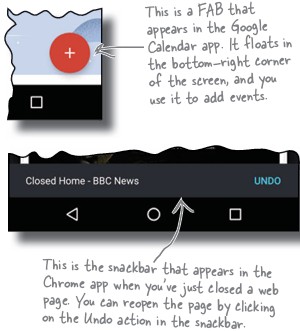 This is a FAB that
appears in the Google
Calendar app. It floats in
the bottom-right corner
of the screen, and you
use it to add events.
Closed Home - BBC News
UNDO
This is the snackbar that appears in the
Chrome app when you've just closed a web
page. You can reopen the page by clicking
on the Undo action in the snackbar.